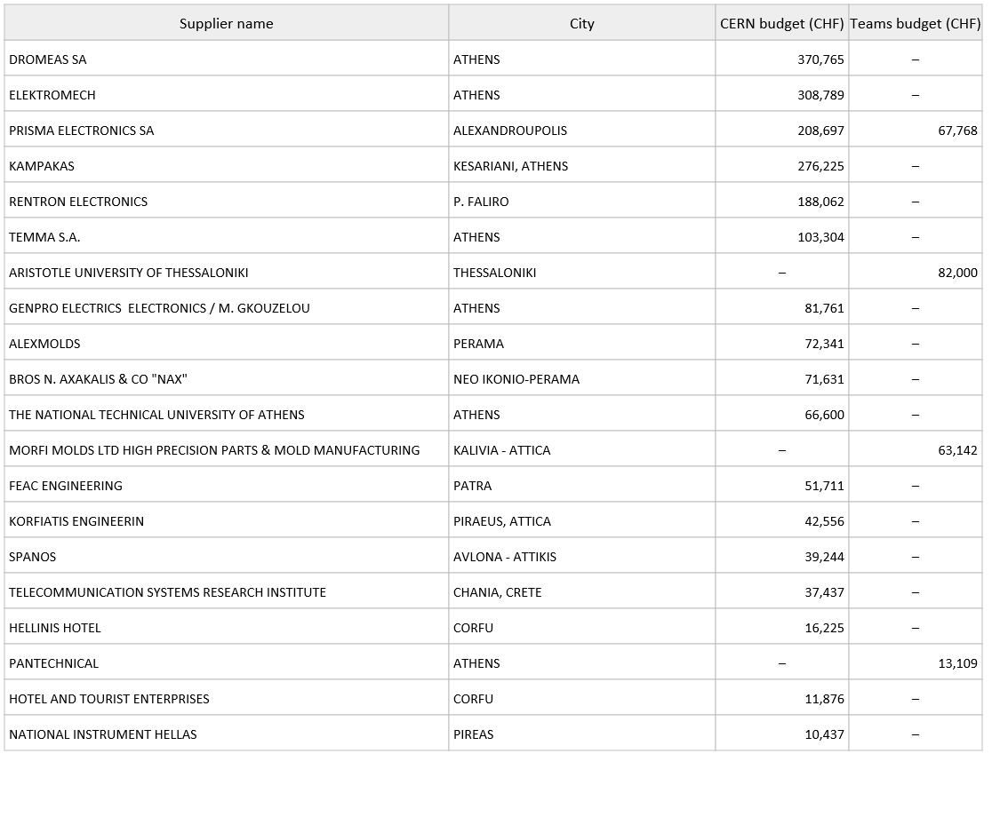 Supplier name City CERN budget (CHF) Teams budget (CHF)
DROMEAS SA ATHENS 370,765 –
ELEKTROMECH ATHENS 308,789 –
PRISMA ELECTRONICS SA ALEXANDROUPOLIS 208,697 67,768
KAMPAKAS KESARIANI, ATHENS 276,225 –
RENTRON ELECTRONICS P. FALIRO 188,062 –
TEMMA S.A. ATHENS 103,304 –
ARISTOTLE UNIVERSITY OF THESSALONIKI THESSALONIKI – 82,000
GENPRO ELECTRICS  ELECTRONICS / M. GKOUZELOU ATHENS 81,761 –
ALEXMOLDS PERAMA 72,341 –
BROS N. AXAKALIS & CO "NAX" NEO IKONIO-PERAMA 71,631 –
THE NATIONAL TECHNICAL UNIVERSITY OF ATHENS ATHENS 66,600 –
MORFI MOLDS LTD HIGH PRECISION PARTS & MOLD MANUFACTURING KALIVIA - ATTICA – 63,142
FEAC ENGINEERING PATRA 51,711 –
KORFIATIS ENGINEERIN PIRAEUS, ATTICA 42,556 –
SPANOS AVLONA - ATTIKIS 39,244 –
TELECOMMUNICATION SYSTEMS RESEARCH INSTITUTE CHANIA, CRETE 37,437 –
HELLINIS HOTEL CORFU 16,225 –
PANTECHNICAL ATHENS – 13,109
HOTEL AND TOURIST ENTERPRISES CORFU 11,876 –
NATIONAL INSTRUMENT HELLAS PIREAS 10,437 –